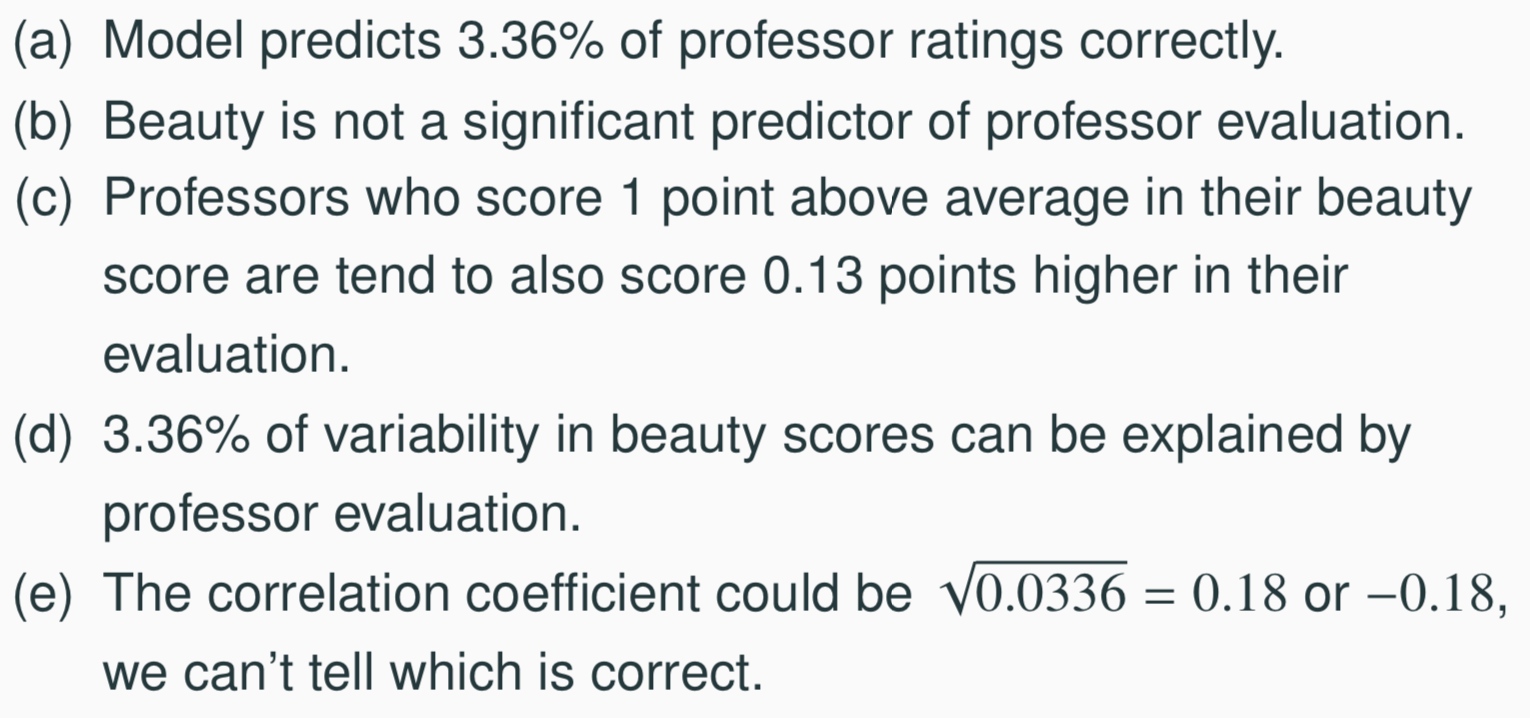 (a) Model predicts 3.36% of professor ratings correctly.
(b) Beauty is not a significant predictor of professor evaluation.
(c) Professors who score 1 point above average in their beauty
score are tend to also score 0.13 points higher in their
evaluation.
(d) 3.36% of variability in beauty scores can be explained by
professor evaluation.
(e) The correlation coefficient could be √0.0336 = 0.18 or −0.18,
we can't tell which is correct.